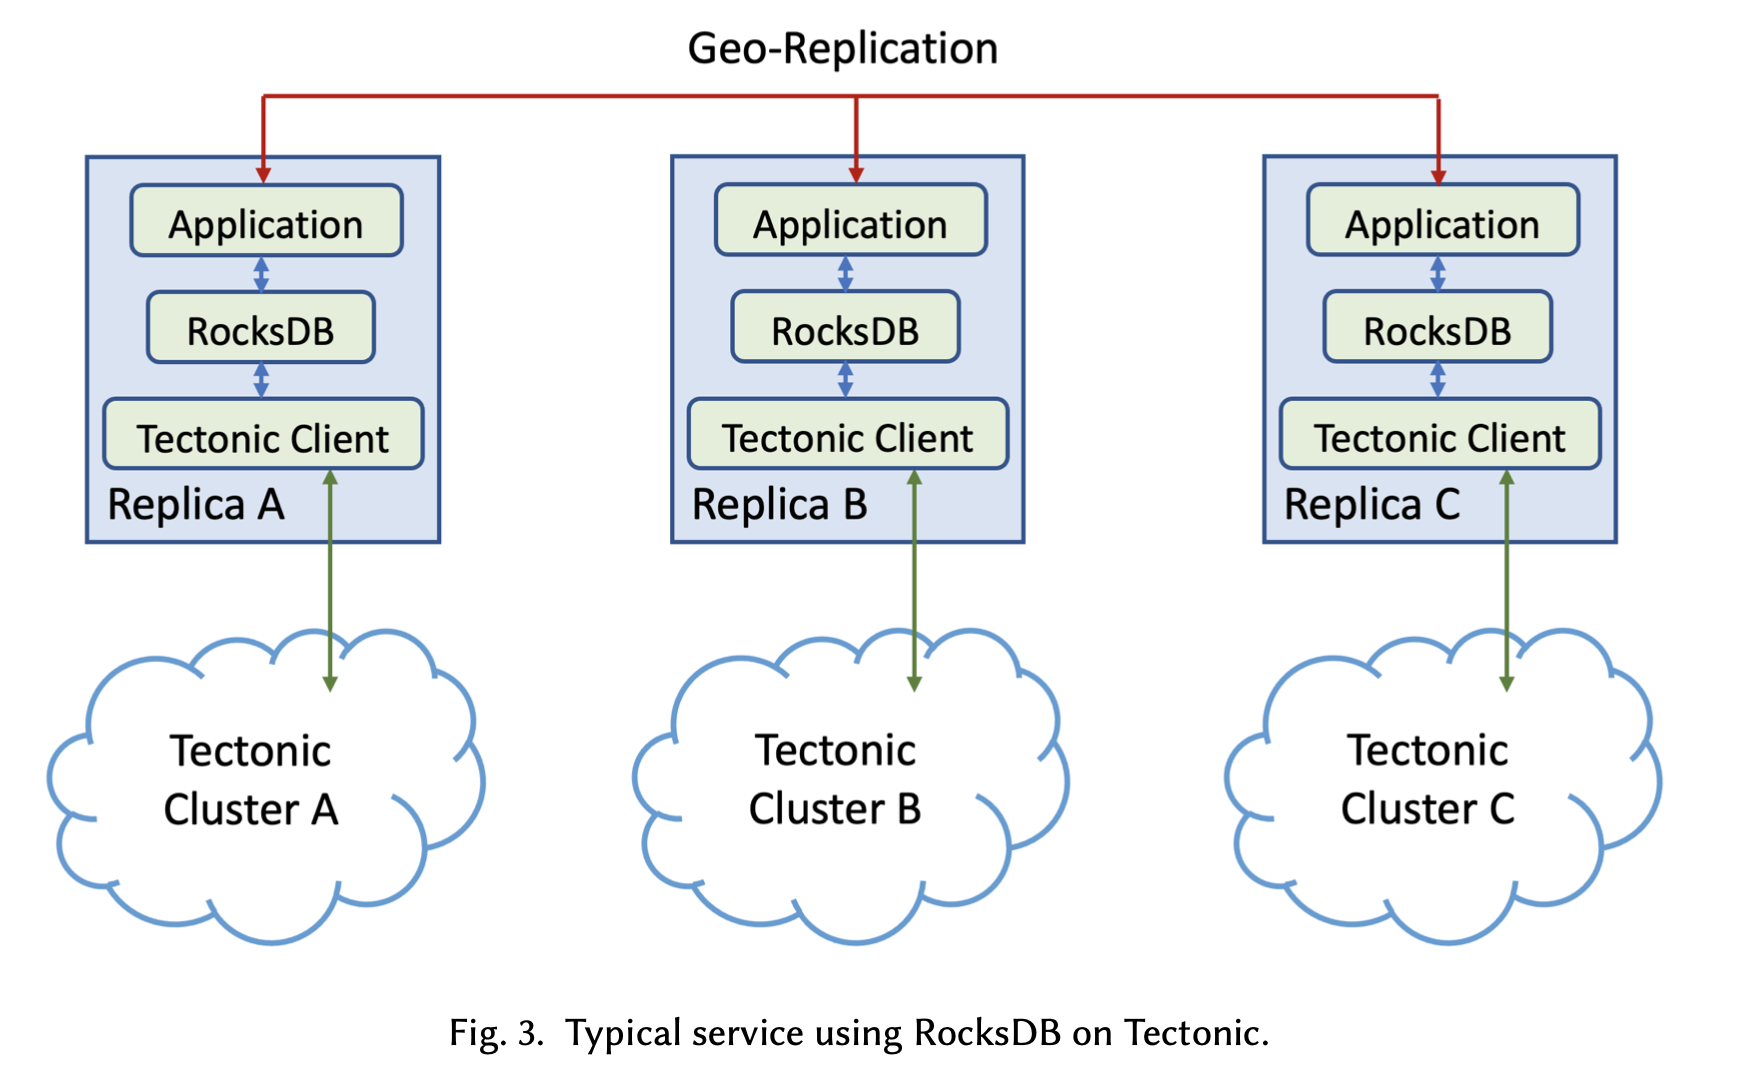 Geo-Replication
Application
RocksDB
Tectonic Client
Replica A
Application
RocksDB
Tectonic Client
Replica B
Application
RocksDB
Tectonic Client
Replica C
Tectonic
Cluster A
Tectonic
Cluster B
Tectonic
Cluster C
Fig. 3. Typical service using RocksDB on Tectonic.